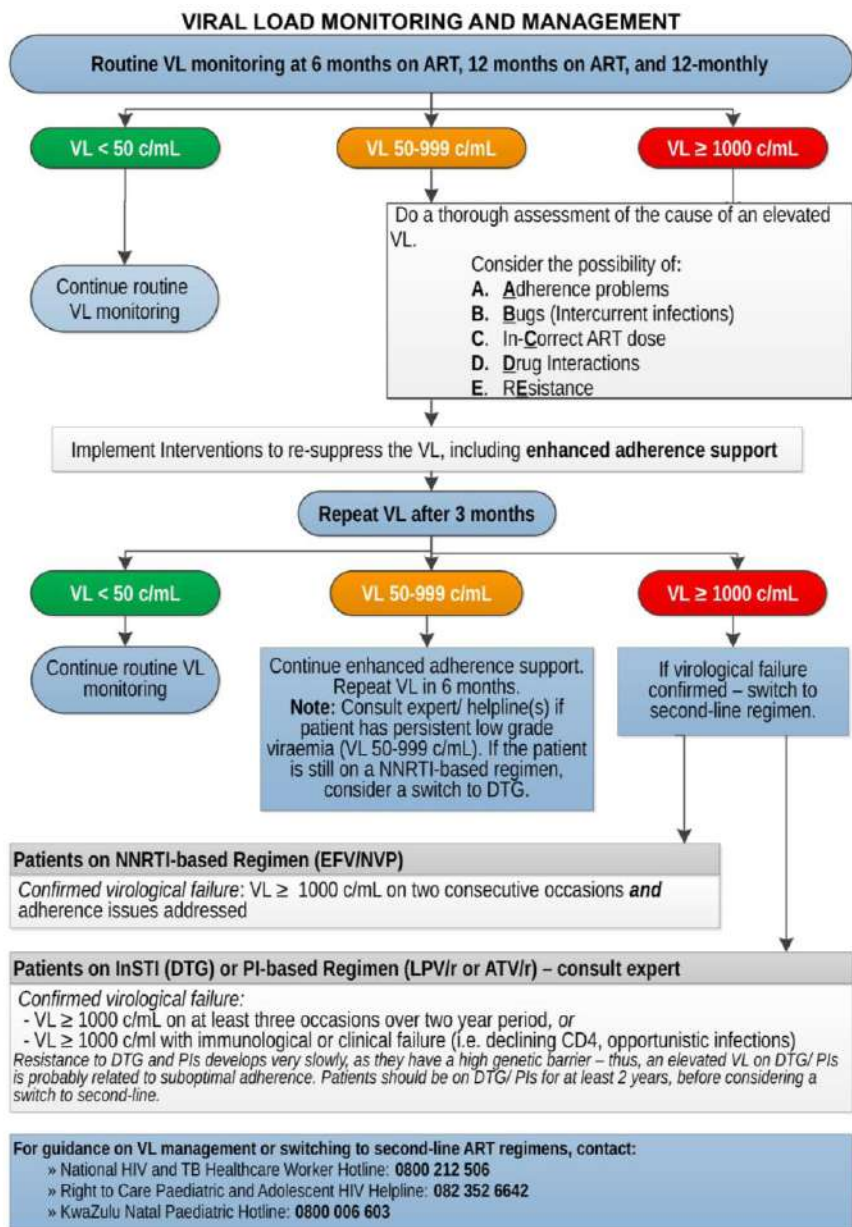 VIRAL LOAD MONITORING AND MANAGEMENT
Routine VL monitoring at 6 months on ART, 12 months on ART, and 12-monthly
VL < 50 c/mL
VL 50-999 c/mL
VL ≥ 1000 c/mL
Continue routine
VL monitoring
Do a thorough assessment of the cause of an elevated
VL.
Consider the possibility of:
A. Adherence problems
B. Bugs (Intercurrent infections)
C. In-Correct ART dose
D. Drug Interactions
E. REsistance
Implement Interventions to re-suppress the VL, including enhanced adherence support
Repeat VL after 3 months
VL < 50 c/mL
VL 50-999 c/mL
VL ≥ 1000 c/mL
Continue routine VL
monitoring
Continue enhanced adherence support.
Repeat VL in 6 months.
Note: Consult expert/ helpline(s) if
patient has persistent low grade
viraemia (VL 50-999 c/mL). If the patient
is still on a NNRTI-based regimen,
consider a switch to DTG.
If virological failure
confirmed – switch to
second-line regimen.
Patients on NNRTI-based Regimen (EFV/NVP)
Confirmed virological failure: VL ≥ 1000 c/mL on two consecutive occasions and
adherence issues addressed
Patients on InSTI (DTG) or PI-based Regimen (LPV/r or ATV/r) – consult expert
Confirmed virological failure:
- VL ≥ 1000 c/mL on at least three occasions over two year period, or
- VL ≥ 1000 c/ml with immunological or clinical failure (i.e. declining CD4, opportunistic infections)
Resistance to DTG and PIs develops very slowly, as they have a high genetic barrier – thus, an elevated VL on DTG/ PIs
is probably related to suboptimal adherence. Patients should be on DTG/ PIs for at least 2 years, before considering a
switch to second-line.
For guidance on VL management or switching to second-line ART regimens, contact:
» National HIV and TB Healthcare Worker Hotline: 0800 212 506
» Right to Care Paediatric and Adolescent HIV Helpline: 082 352 6642
» KwaZulu Natal Paediatric Hotline: 0800 006 603